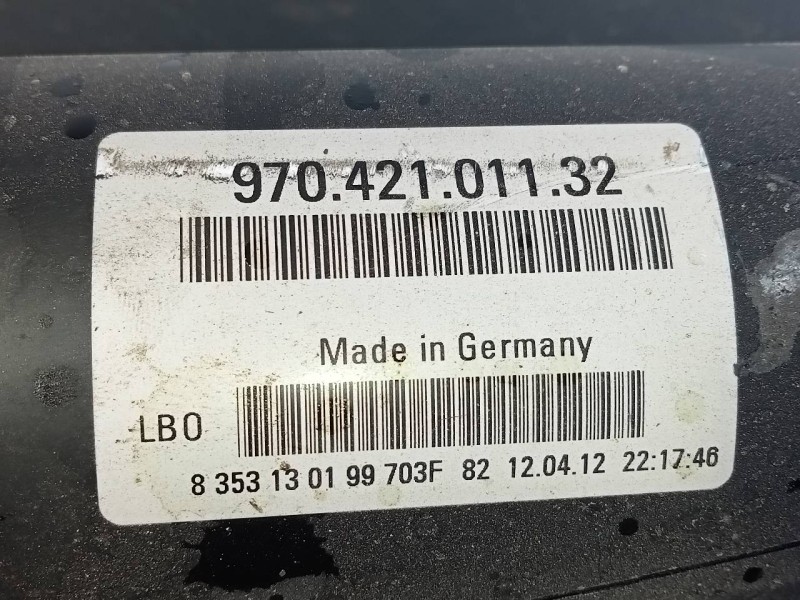 970.421.011.32
Made in Germany
LB0
8 353 13 01 99 703F 82 12.04.12 22:17:46